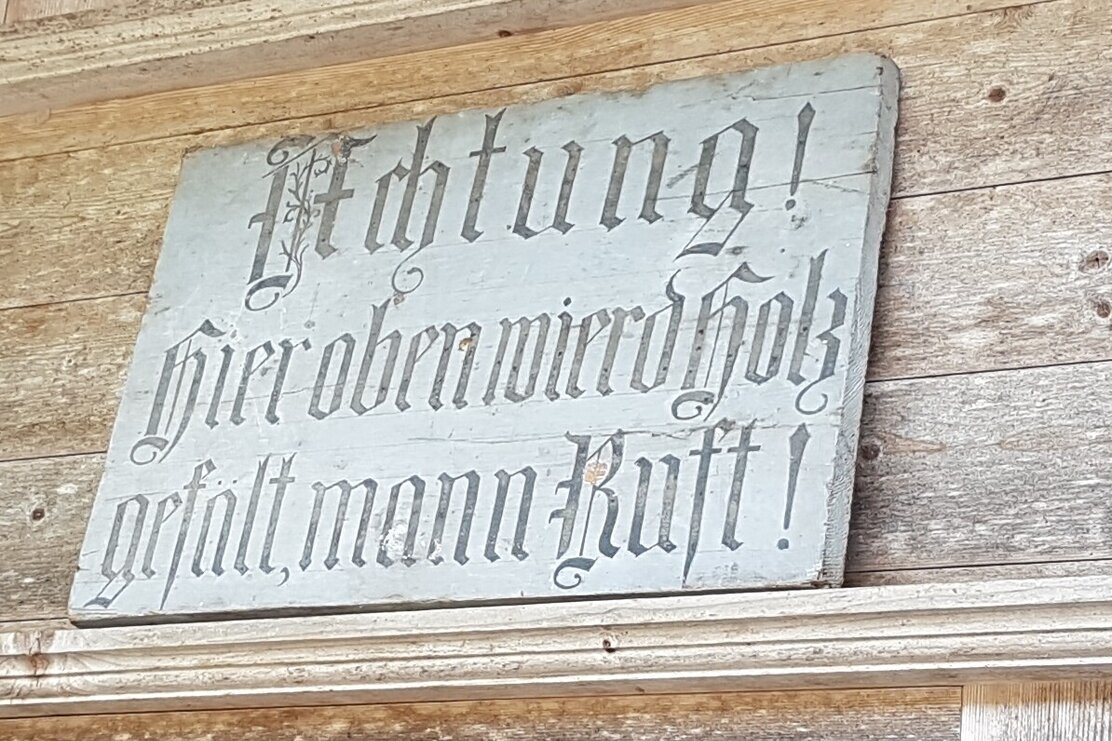 Achtung!
Hier oben wierd Holz
gefält, mann Ruft!